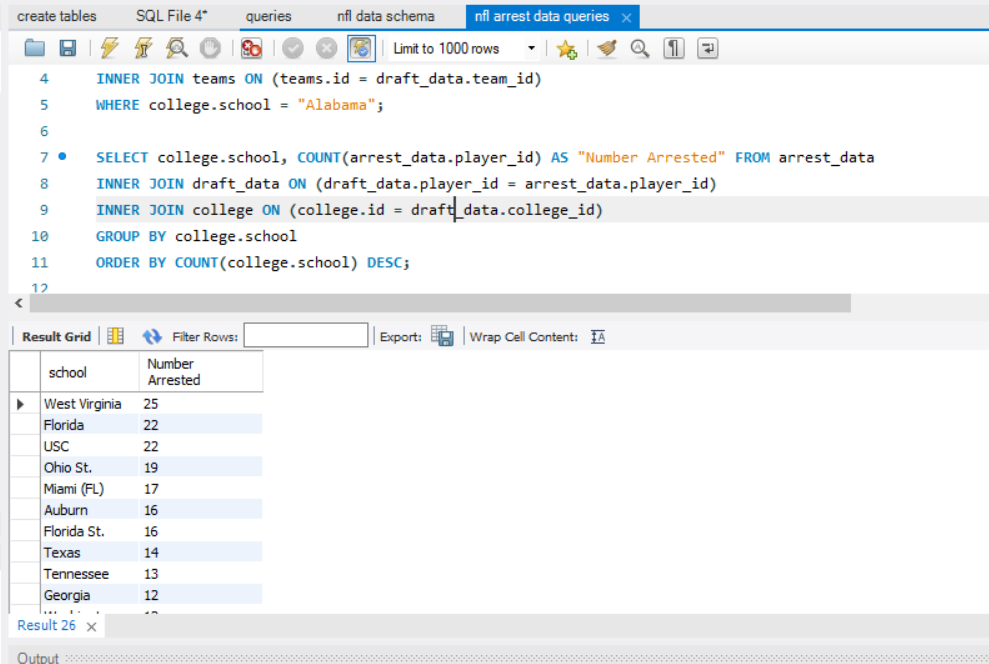 create tables SQL File 4* queries nfl data schema nfl arrest data queries ×
Limit to 1000 rows
4 INNER JOIN teams ON (teams.id = draft_data.team_id)
5 WHERE college.school = "Alabama";
6
7 SELECT college.school, COUNT(arrest_data.player_id) AS "Number Arrested" FROM arrest_data
8 INNER JOIN draft_data ON (draft_data.player_id = arrest_data.player_id)
9 INNER JOIN college ON (college.id = draft_data.college_id)
10 GROUP BY college.school
11 ORDER BY COUNT(college.school) DESC;
12
Result Grid Filter Rows: Export: Wrap Cell Content: IA
school Number
Arrested
West Virginia 25
Florida 22
USC 22
Ohio St. 19
Miami (FL) 17
Auburn 16
Florida St. 16
Texas 14
Tennessee 13
Georgia 12
Result 26 ×
Output